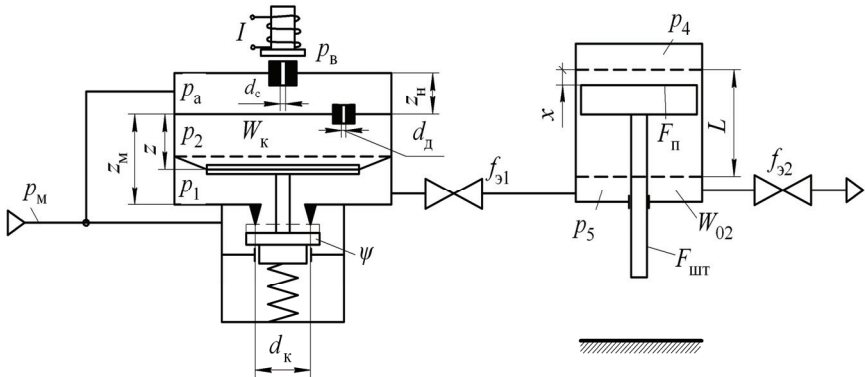 I
p_в
p_4
p_а
d_с
z_н
x
F_п
L
p_2
W_к
d_д
z_м
z
p_1
f_э1
f_э2
p_м
p_5
W_02
ψ
F_шт
d_к